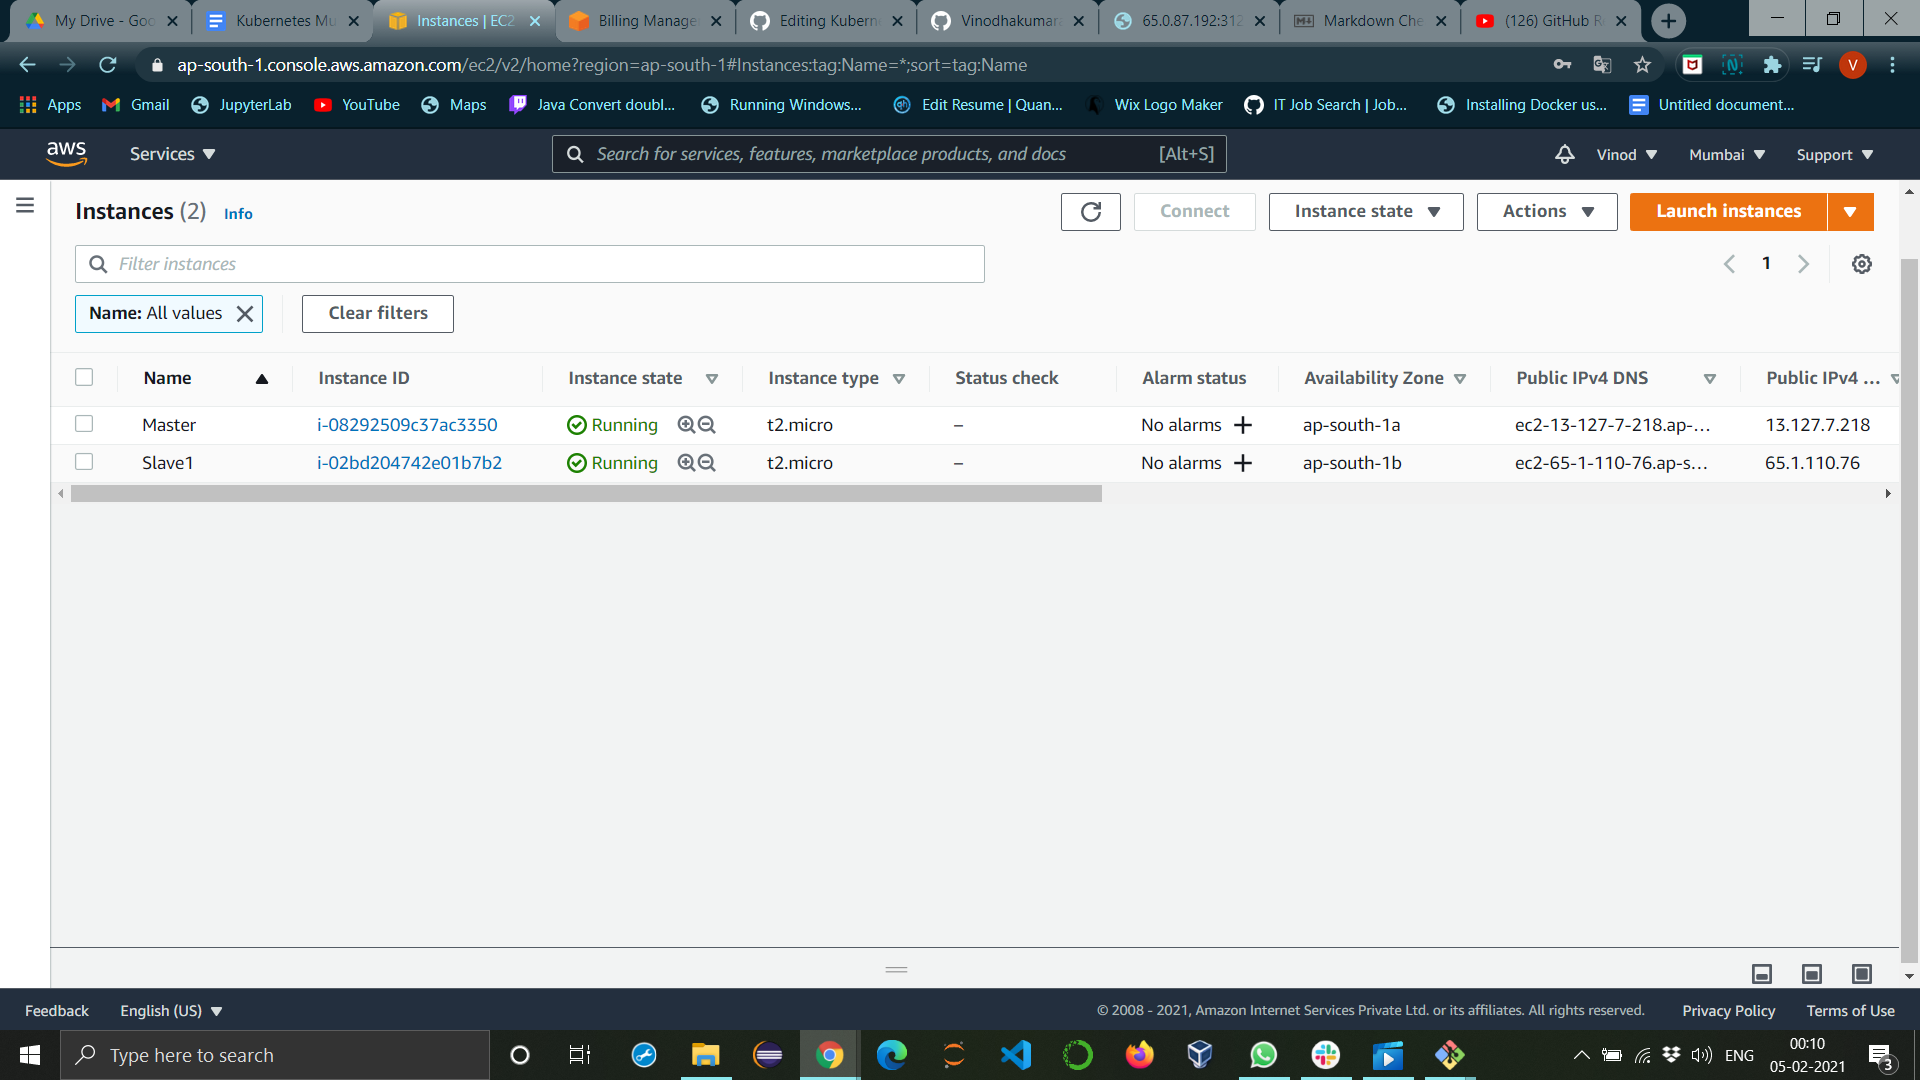 My Drive - Goo
Kubernetes Mu
Instances | EC2
Billing Manage
Editing Kuberne
Vinodhakumara
65.0.87.192:312
Markdown Che
(126) GitHub R
ap-south-1.console.aws.amazon.com/ec2/v2/home?region=ap-south-1#Instances:tag:Name=*;sort=tag:Name
V
Apps
Gmail
JupyterLab
YouTube
Maps
Java Convert doubl...
Running Windows...
Edit Resume | Quan...
Wix Logo Maker
IT Job Search | Job...
Installing Docker us...
Untitled document...
aws
Services
Search for services, features, marketplace products, and docs
[Alt+S]
Vinod
Mumbai
Support
Instances (2)
Info
Connect
Instance state
Actions
Launch instances
Filter instances
1
Name: All values
Clear filters
Name
Instance ID
Instance state
Instance type
Status check
Alarm status
Availability Zone
Public IPv4 DNS
Public IPv4 ...
Master
i-08292509c37ac3350
Running
t2.micro
–
No alarms
ap-south-1a
ec2-13-127-7-218.ap-...
13.127.7.218
Slave1
i-02bd204742e01b7b2
Running
t2.micro
–
No alarms
ap-south-1b
ec2-65-1-110-76.ap-s...
65.1.110.76
Feedback
English (US)
© 2008 - 2021, Amazon Internet Services Private Ltd. or its affiliates. All rights reserved.
Privacy Policy
Terms of Use
Type here to search
ENG
00:10
05-02-2021
3